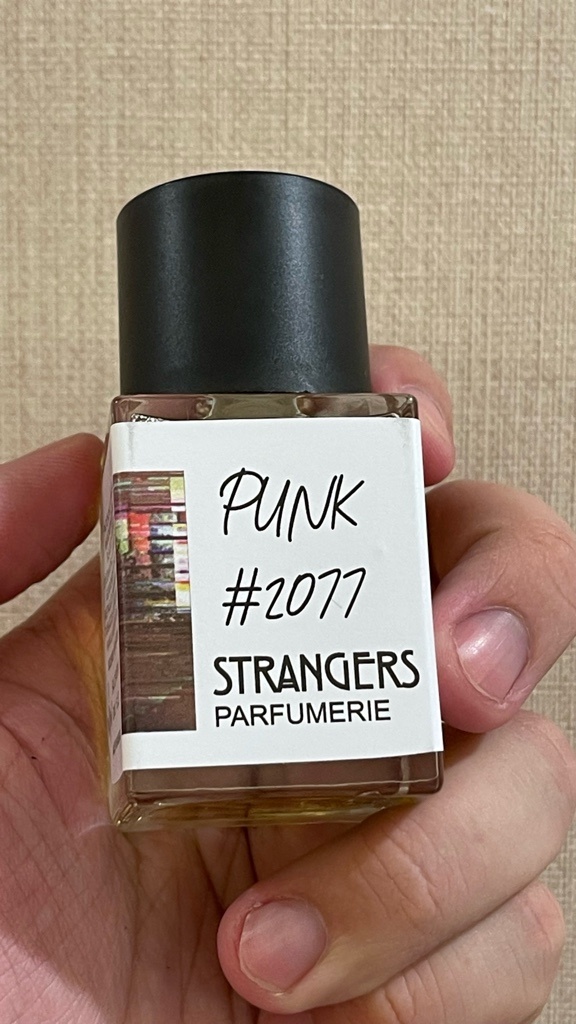 PUNK
#2077
STRANGERS
PARFUMERIE